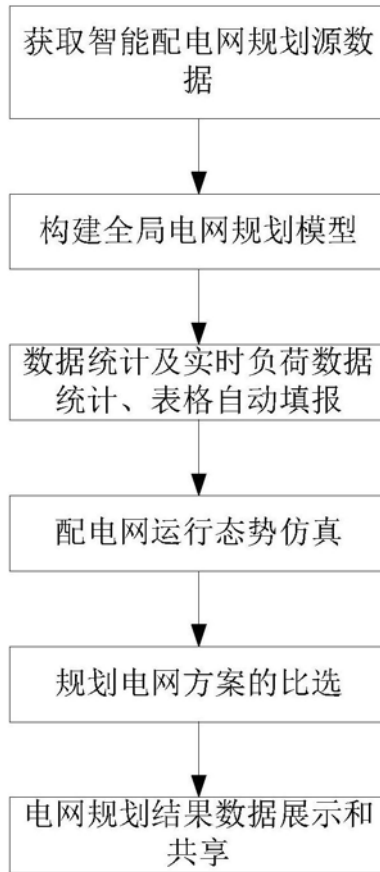 获取智能配电网规划源数
据
构建全局电网规划模型
数据统计及实时负荷数据
统计、表格自动填报
配电网运行态势仿真
规划电网方案的比选
电网规划结果数据展示和
共享